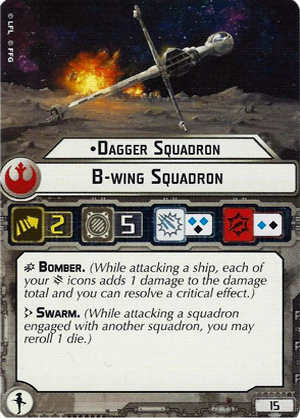 © LFL © FFG
•Dagger Squadron
B-wing Squadron
2 5
Bomber. (While attacking a ship, each of
your icons adds 1 damage to the damage
total and you can resolve a critical effect.)
Swarm. (While attacking a squadron
engaged with another squadron, you may
reroll 1 die.)
15